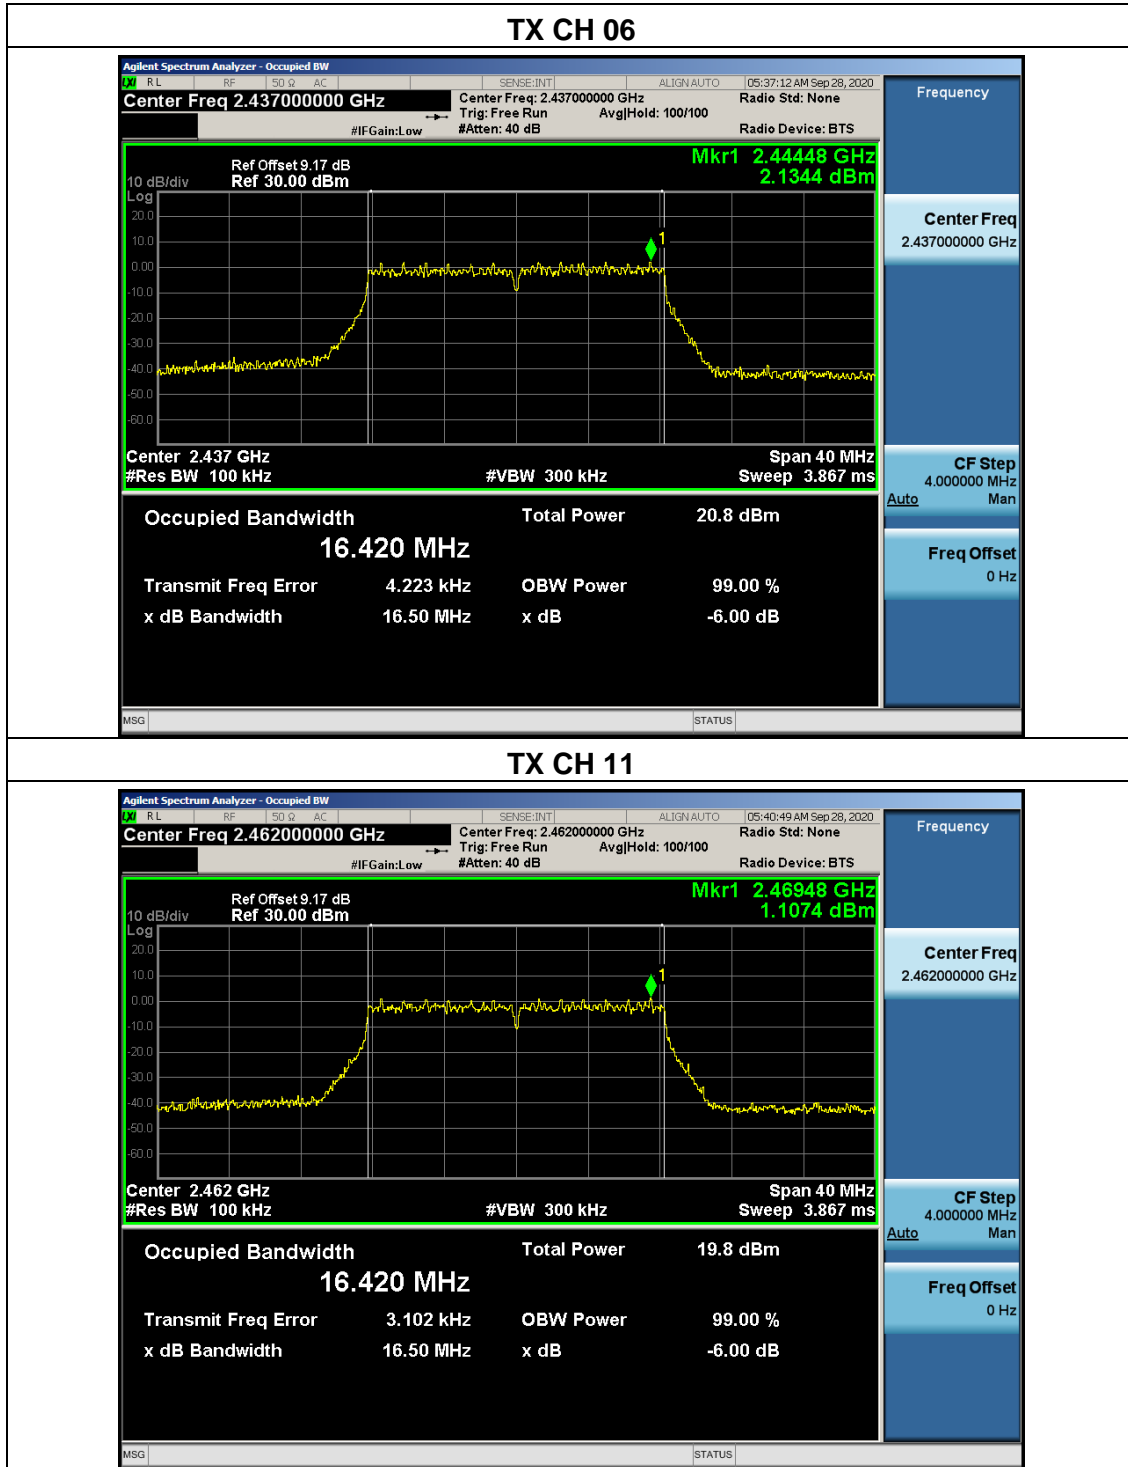 TX CH 06
Agilent Spectrum Analyzer - Occupied BW
LXI RL RF 50 Ω AC SENSE:INT ALIGN AUTO 05:37:12 AM Sep 28, 2020
Center Freq 2.437000000 GHz
Center Freq: 2.437000000 GHz Radio Std: None
Trig: Free Run Avg|Hold: 100/100
#IFGain:Low #Atten: 40 dB Radio Device: BTS
Frequency
Mkr1 2.44448 GHz
2.1344 dBm
Ref Offset 9.17 dB
10 dB/div Ref 30.00 dBm
Log
20.0
10.0
0.00
-10.0
-20.0
-30.0
-40.0
-50.0
-60.0
1
Center 2.437 GHz Span 40 MHz
#Res BW 100 kHz #VBW 300 kHz Sweep 3.867 ms
Occupied Bandwidth Total Power 20.8 dBm
16.420 MHz
Transmit Freq Error 4.223 kHz OBW Power 99.00 %
x dB Bandwidth 16.50 MHz x dB -6.00 dB
Center Freq
2.437000000 GHz
CF Step
4.000000 MHz
Auto Man
Freq Offset
0 Hz
MSG STATUS
TX CH 11
Agilent Spectrum Analyzer - Occupied BW
LXI RL RF 50 Ω AC SENSE:INT ALIGN AUTO 05:40:49 AM Sep 28, 2020
Center Freq 2.462000000 GHz
Center Freq: 2.462000000 GHz Radio Std: None
Trig: Free Run Avg|Hold: 100/100
#IFGain:Low #Atten: 40 dB Radio Device: BTS
Frequency
Mkr1 2.46948 GHz
1.1074 dBm
Ref Offset 9.17 dB
10 dB/div Ref 30.00 dBm
Log
20.0
10.0
0.00
-10.0
-20.0
-30.0
-40.0
-50.0
-60.0
1
Center 2.462 GHz Span 40 MHz
#Res BW 100 kHz #VBW 300 kHz Sweep 3.867 ms
Occupied Bandwidth Total Power 19.8 dBm
16.420 MHz
Transmit Freq Error 3.102 kHz OBW Power 99.00 %
x dB Bandwidth 16.50 MHz x dB -6.00 dB
Center Freq
2.462000000 GHz
CF Step
4.000000 MHz
Auto Man
Freq Offset
0 Hz
MSG STATUS